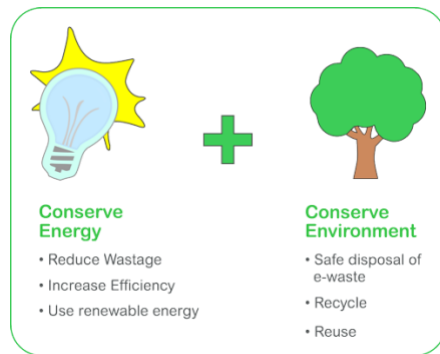 Conserve
Energy
• Reduce Wastage
• Increase Efficiency
• Use renewable energy
Conserve
Environment
• Safe disposal of
e-waste
• Recycle
• Reuse